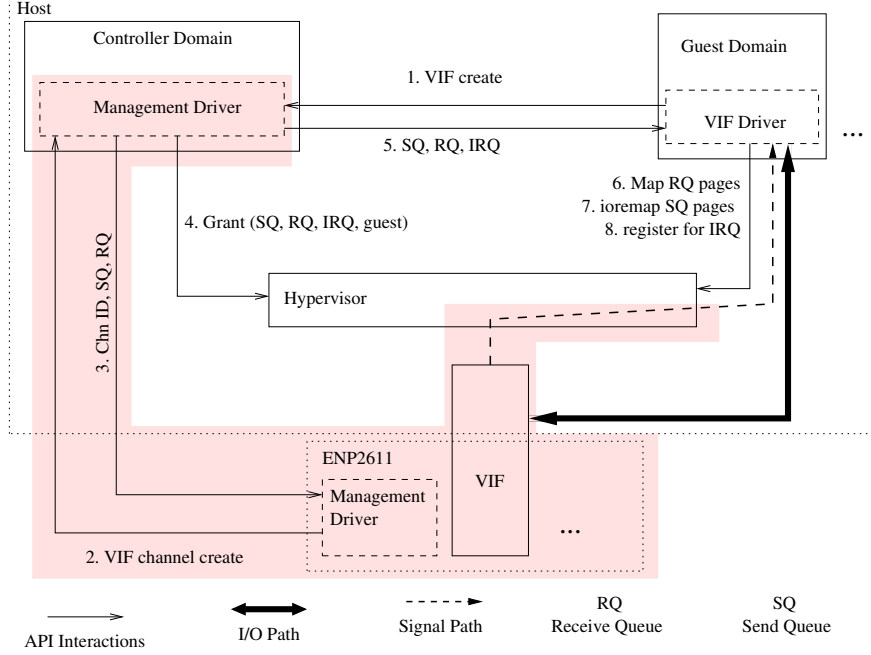 Host
Controller Domain
Guest Domain
1. VIF create
Management Driver
VIF Driver
...
5. SQ, RQ, IRQ
6. Map RQ pages
7. ioremap SQ pages
8. register for IRQ
4. Grant (SQ, RQ, IRQ, guest)
3. Chn ID, SQ, RQ
Hypervisor
ENP2611
VIF
Management
Driver
...
2. VIF channel create
API Interactions
I/O Path
Signal Path
RQ
Receive Queue
SQ
Send Queue